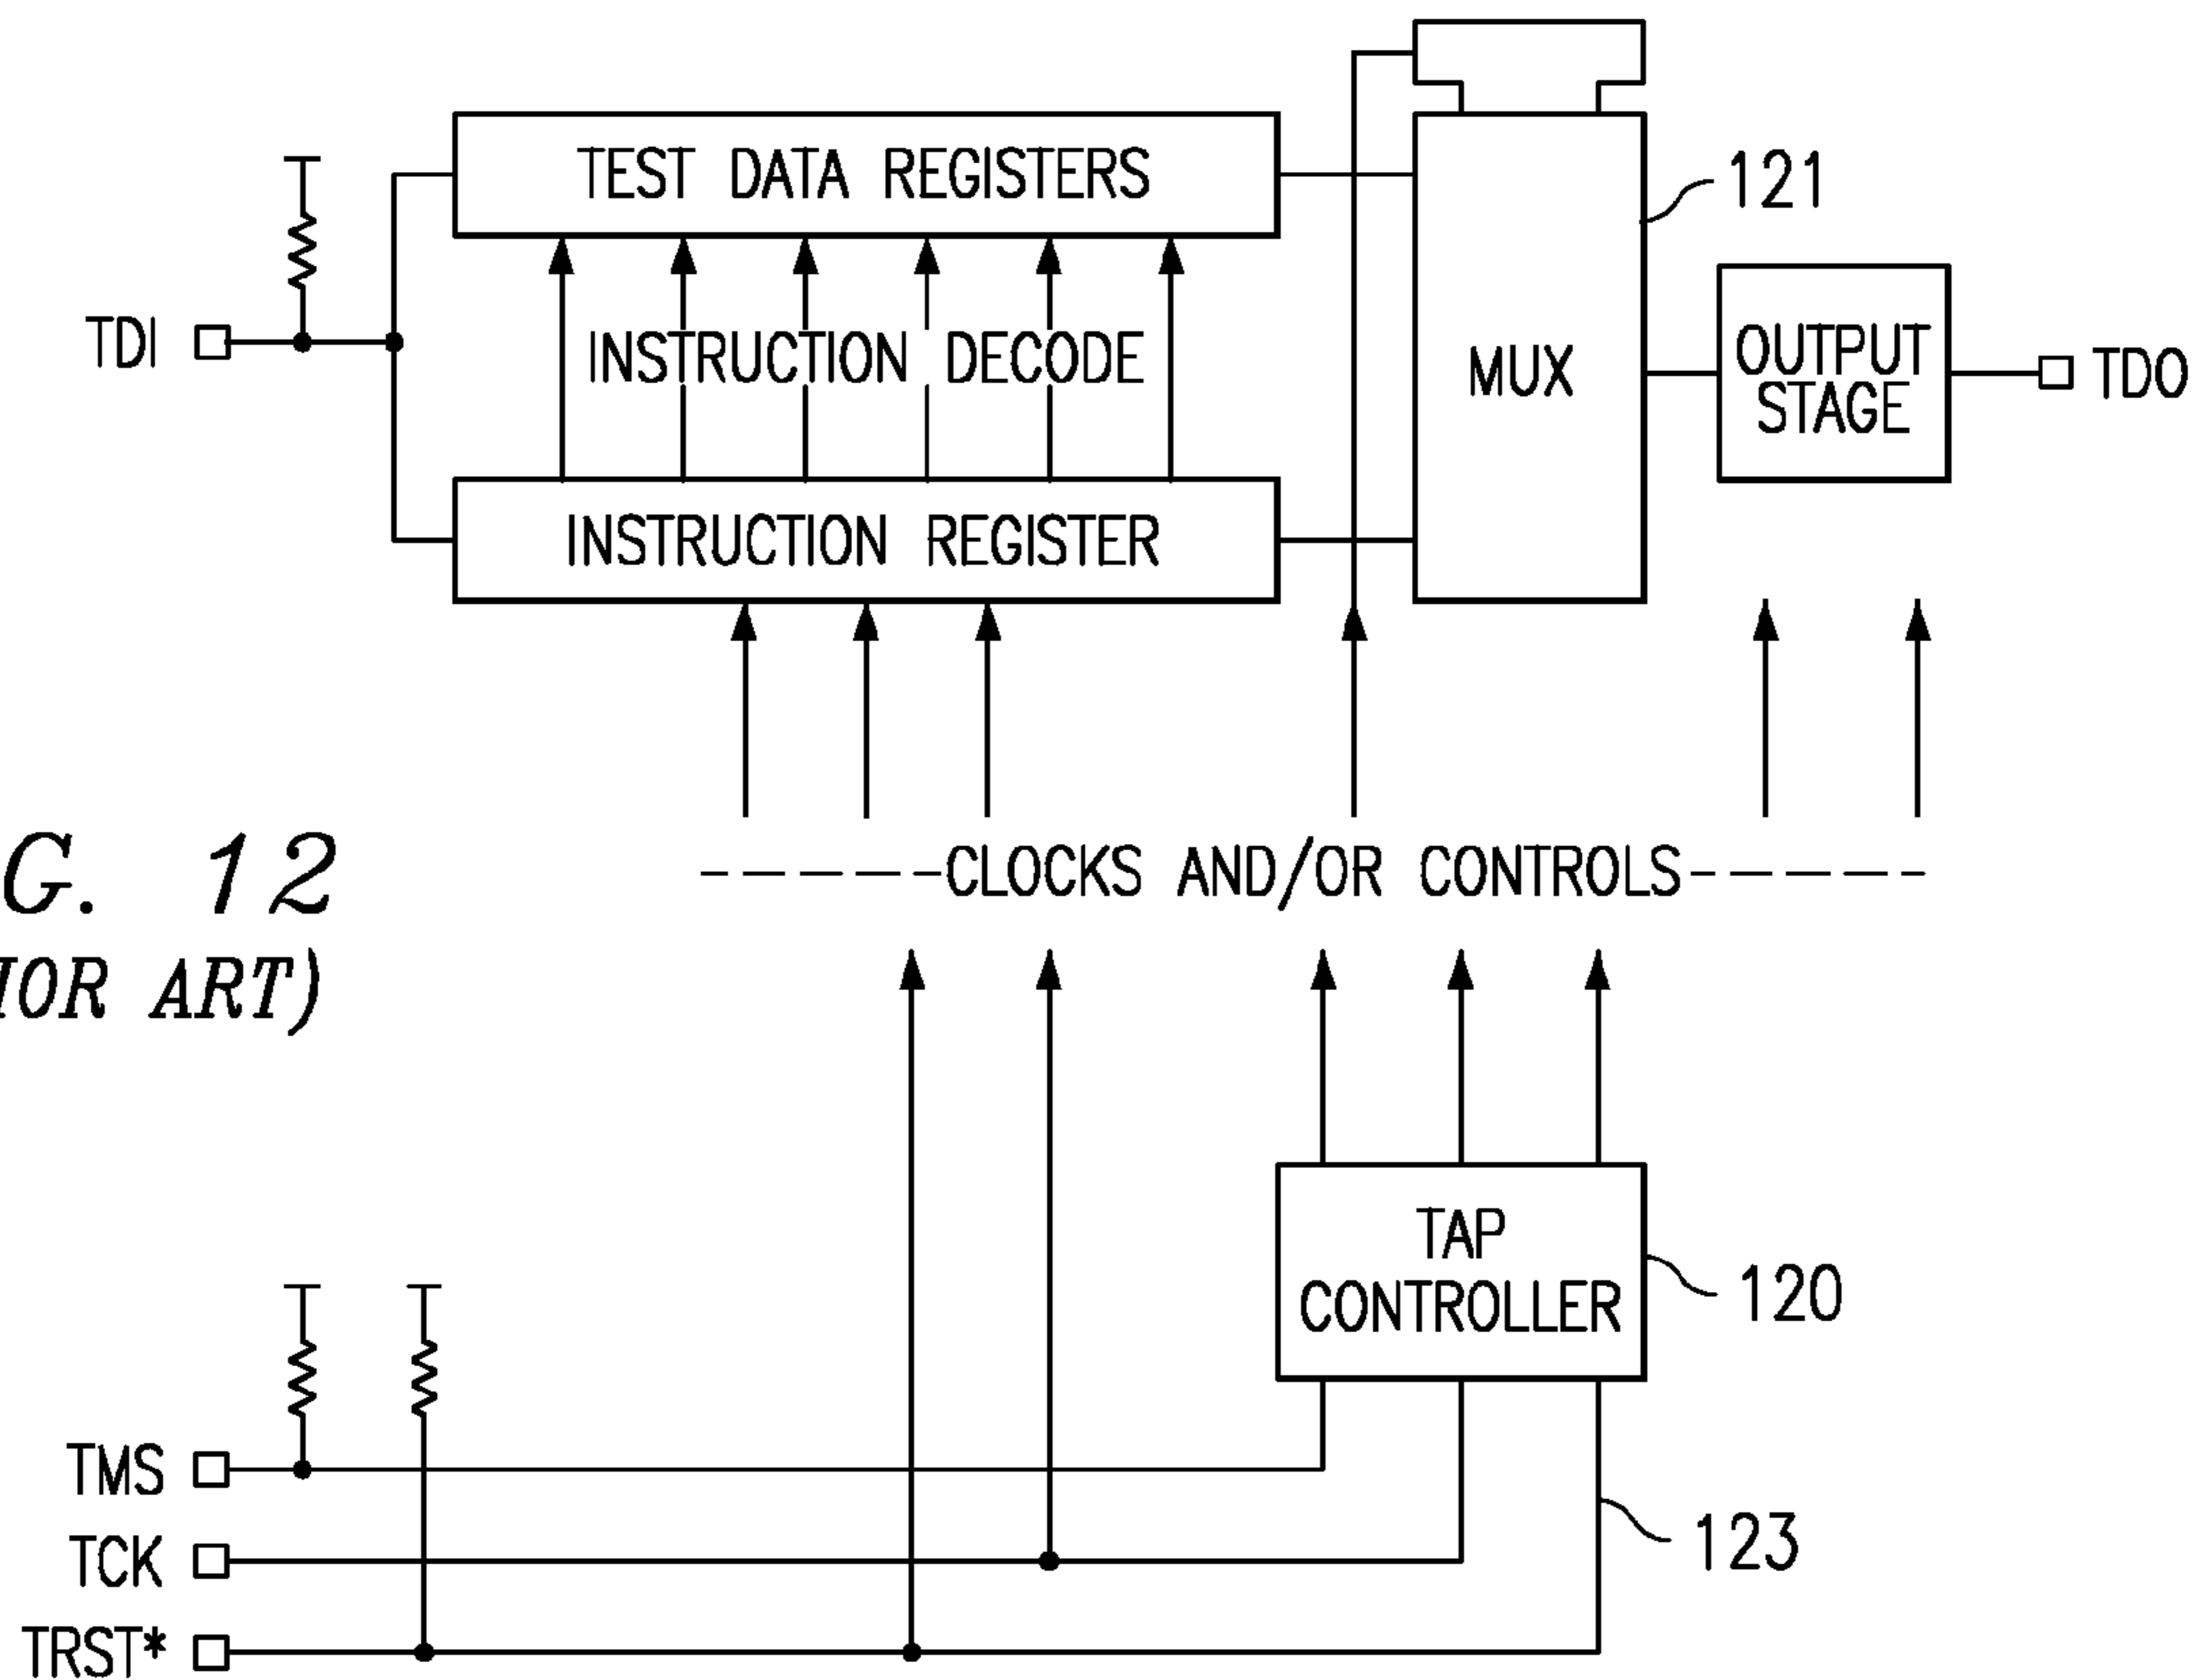 TEST DATA REGISTERS
121
TDI
INSTRUCTION DECODE
MUX
OUTPUT
STAGE
TDO
INSTRUCTION REGISTER
G. 12
CLOCKS AND/OR CONTROLS
IOR ART)
TAP
CONTROLLER
120
TMS
TCK
123
TRST*